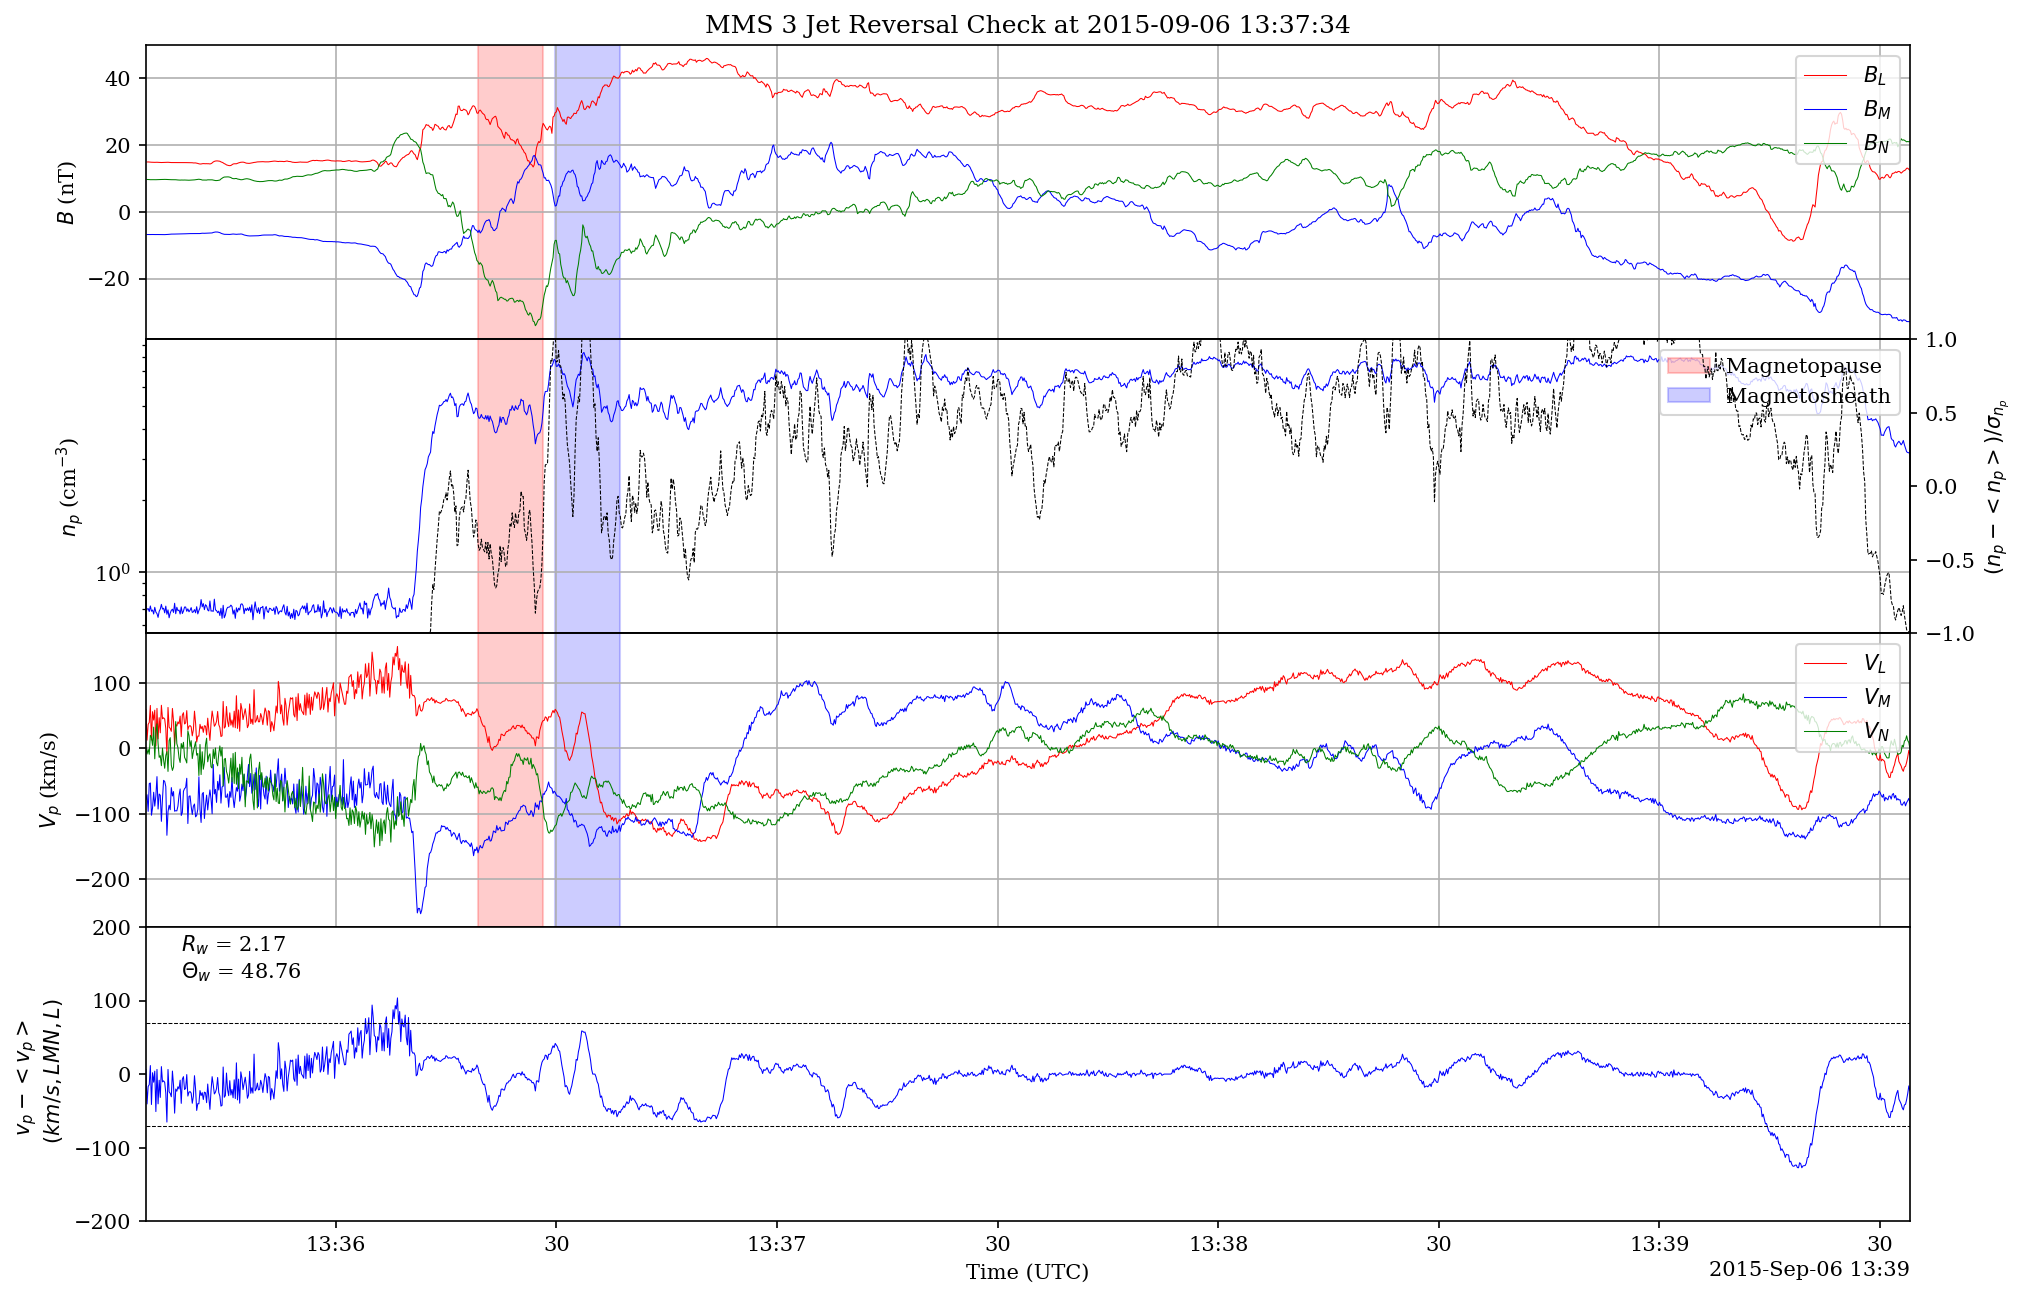 MMS 3 Jet Reversal Check at 2015-09-06 13:37:34
B (nT)
40
20
0
−20
B_L
B_M
B_N
n_p (cm^{−3})
10^0
1.0
0.5
0.0
−0.5
−1.0
(n_p − <n_p>)/σ_{n_p}
Magnetopause
Magnetosheath
V_p (km/s)
100
0
−100
−200
V_L
V_M
V_N
v_p − <v_p>
(km/s, LMN, L)
200
100
0
−100
−200
R_w = 2.17
Θ_w = 48.76
13:36 30 13:37 30 13:38 30 13:39 30
Time (UTC)
2015-Sep-06 13:39